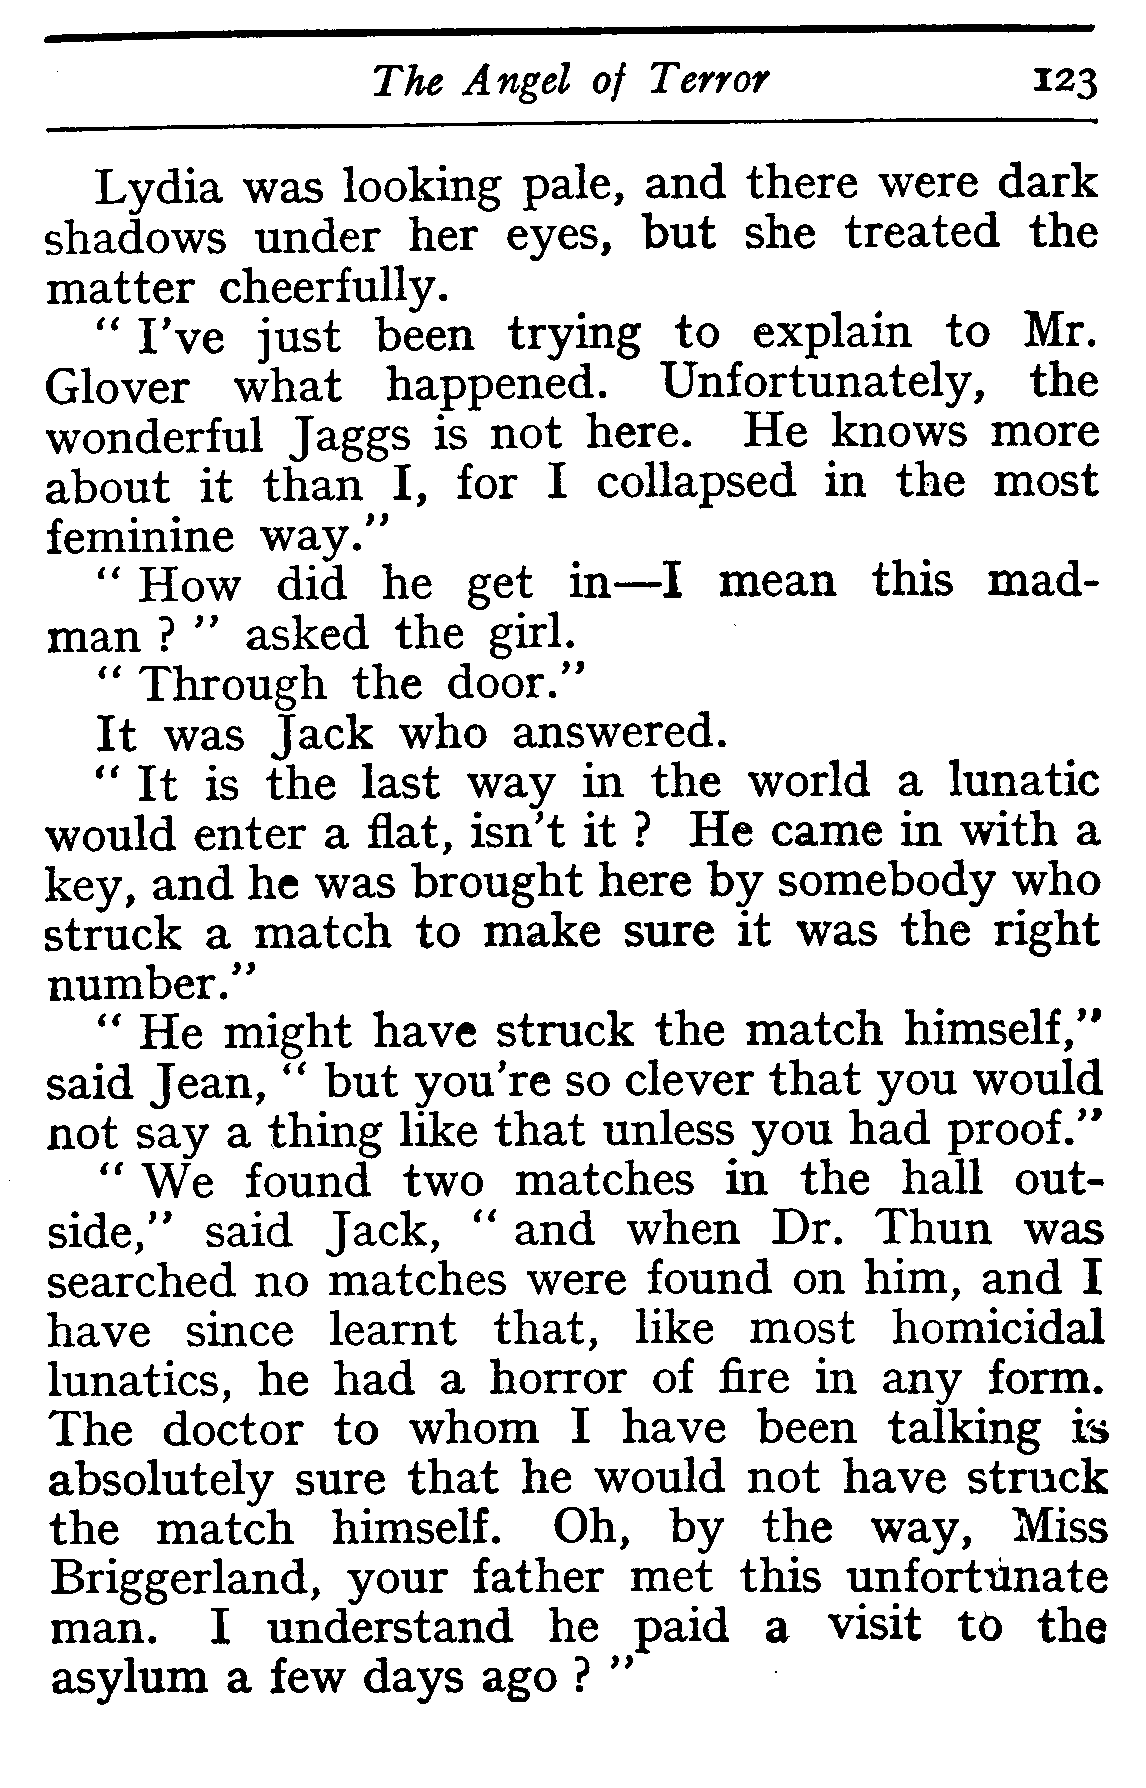 The Angel of Terror 123
Lydia was looking pale, and there were dark
shadows under her eyes, but she treated the
matter cheerfully.
" I've just been trying to explain to Mr.
Glover what happened. Unfortunately, the
wonderful Jaggs is not here. He knows more
about it than I, for I collapsed in the most
feminine way."
" How did he get in—I mean this mad-
man ? " asked the girl.
" Through the door."
It was Jack who answered.
" It is the last way in the world a lunatic
would enter a flat, isn't it ? He came in with a
key, and he was brought here by somebody who
struck a match to make sure it was the right
number."
" He might have struck the match himself,"
said Jean, " but you're so clever that you would
not say a thing like that unless you had proof."
" We found two matches in the hall out-
side," said Jack, " and when Dr. Thun was
searched no matches were found on him, and I
have since learnt that, like most homicidal
lunatics, he had a horror of fire in any form.
The doctor to whom I have been talking is
absolutely sure that he would not have struck
the match himself. Oh, by the way, Miss
Briggerland, your father met this unfortunate
man. I understand he paid a visit to the
asylum a few days ago ? "